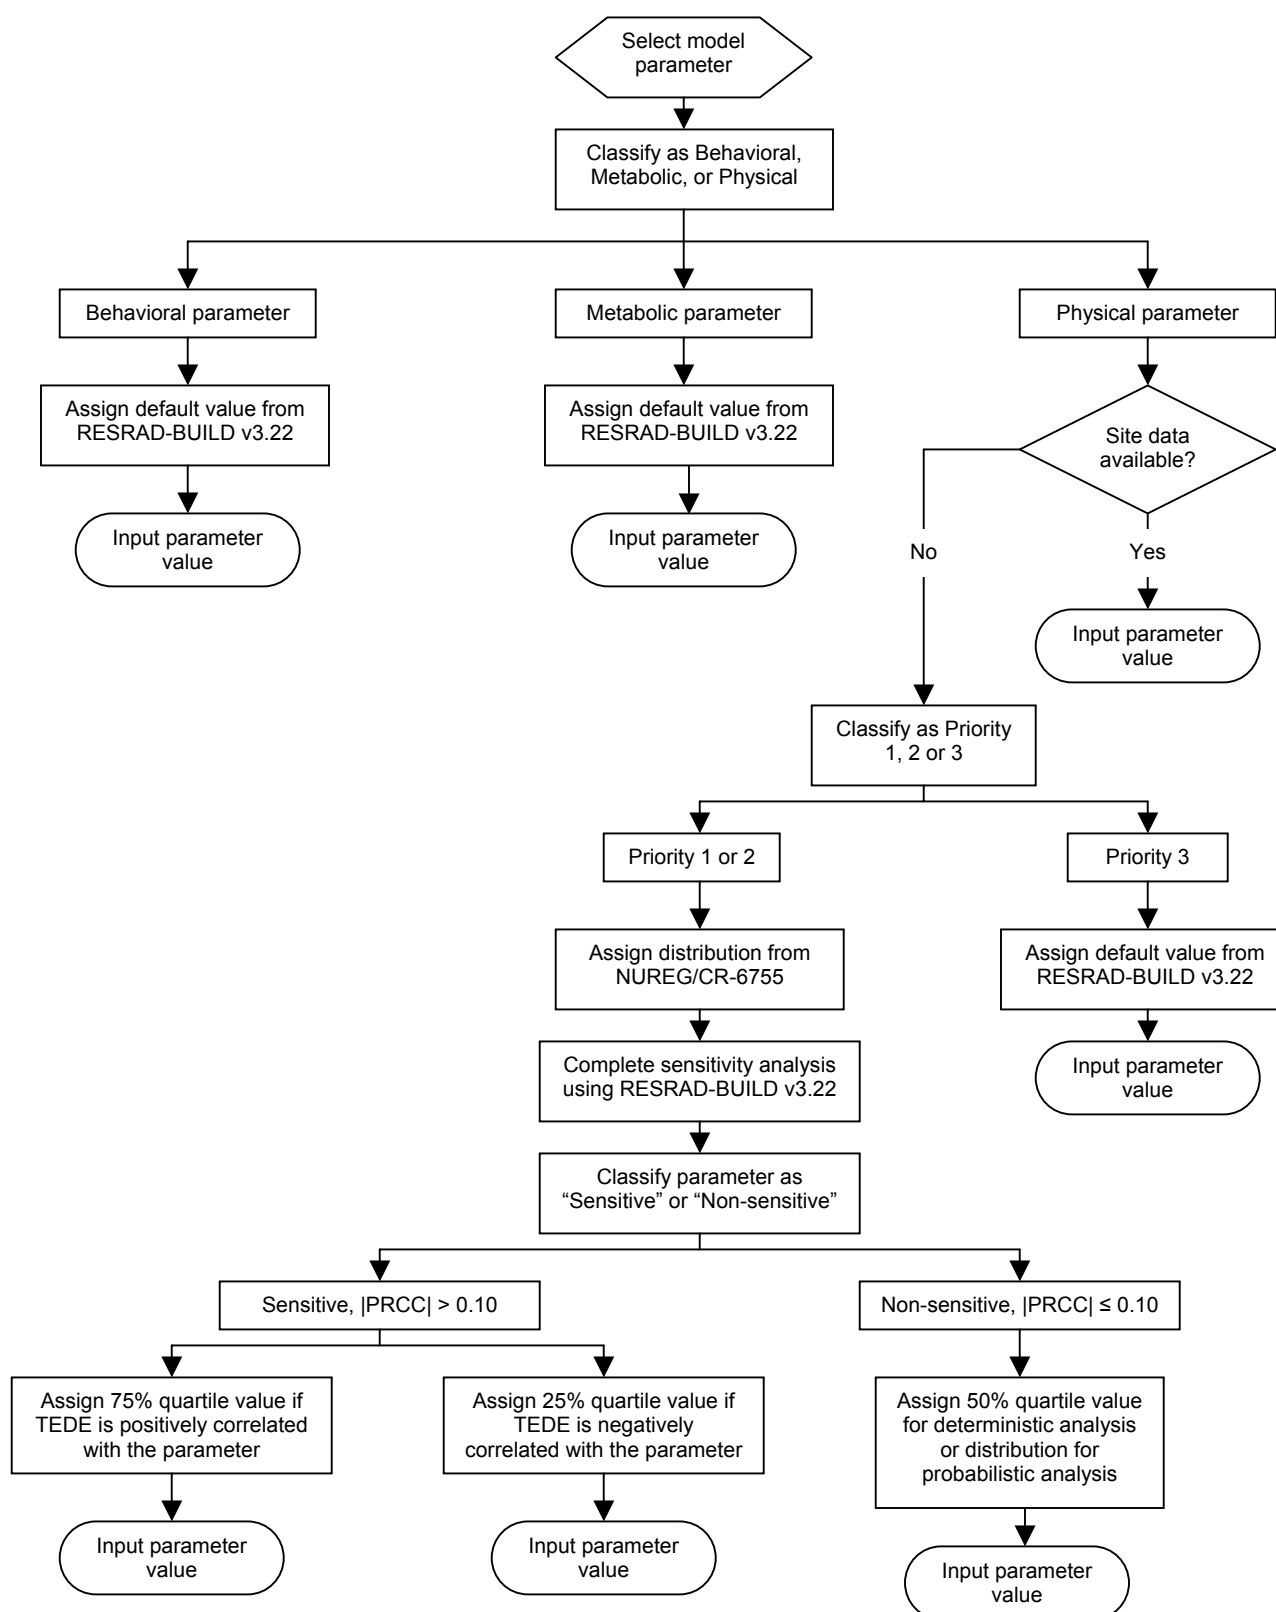 Select model
parameter
Classify as Behavioral,
Metabolic, or Physical
Behavioral parameter
Metabolic parameter
Physical parameter
Assign default value from
RESRAD-BUILD v3.22
Assign default value from
RESRAD-BUILD v3.22
Site data
available?
Input parameter
value
Input parameter
value
No
Yes
Input parameter
value
Classify as Priority
1, 2 or 3
Priority 1 or 2
Priority 3
Assign distribution from
NUREG/CR-6755
Assign default value from
RESRAD-BUILD v3.22
Complete sensitivity analysis
using RESRAD-BUILD v3.22
Input parameter
value
Classify parameter as
“Sensitive” or “Non-sensitive”
Sensitive, |PRCC| > 0.10
Non-sensitive, |PRCC| ≤ 0.10
Assign 75% quartile value if
TEDE is positively correlated
with the parameter
Assign 25% quartile value if
TEDE is negatively
correlated with the parameter
Assign 50% quartile value
for deterministic analysis
or distribution for
probabilistic analysis
Input parameter
value
Input parameter
value
Input parameter
value